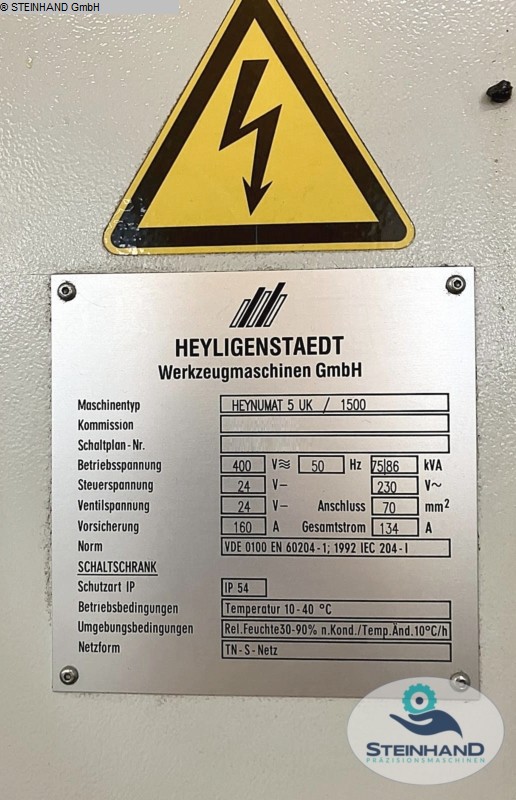 © STEINHAND GmbH
HEYLIGENSTAEDT
Werkzeugmaschinen GmbH
Maschinentyp HEYNUMAT 5 UK / 1500
Kommission
Schaltplan-Nr.
Betriebsspannung 400 V≋ 50 Hz 75|86 kVA
Steuerspannung 24 V– 230 V~
Ventilspannung 24 V– Anschluss 70 mm²
Vorsicherung 160 A Gesamtstrom 134 A
Norm VDE 0100 EN 60204-1; 1992 IEC 204-1
SCHALTSCHRANK
Schutzart IP IP 54
Betriebsbedingungen Temperatur 10-40 °C
Umgebungsbedingungen Rel.Feuchte30-90% n.Kond./Temp.Änd.10°C/h
Netzform TN-S-Netz
STEINHAND
PRÄZISIONSMASCHINEN